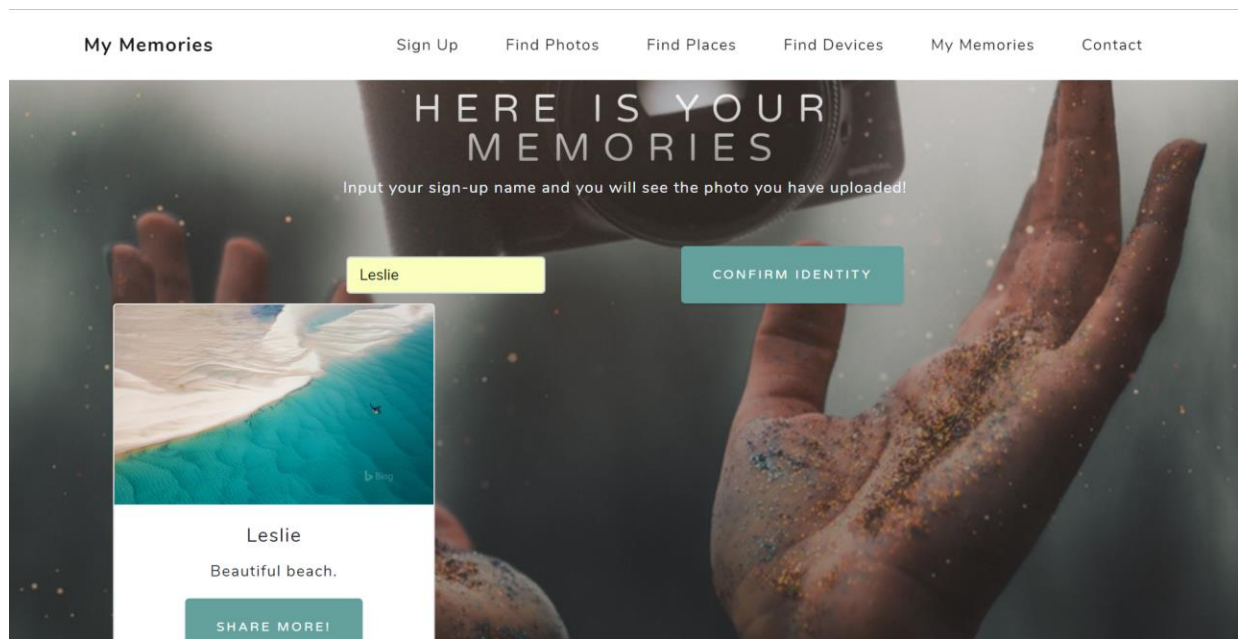 My Memories Sign Up Find Photos Find Places Find Devices My Memories Contact
HERE IS YOUR
MEMORIES
Input your sign-up name and you will see the photo you have uploaded!
Leslie
CONFIRM IDENTITY
Bing
Leslie
Beautiful beach.
SHARE MORE!